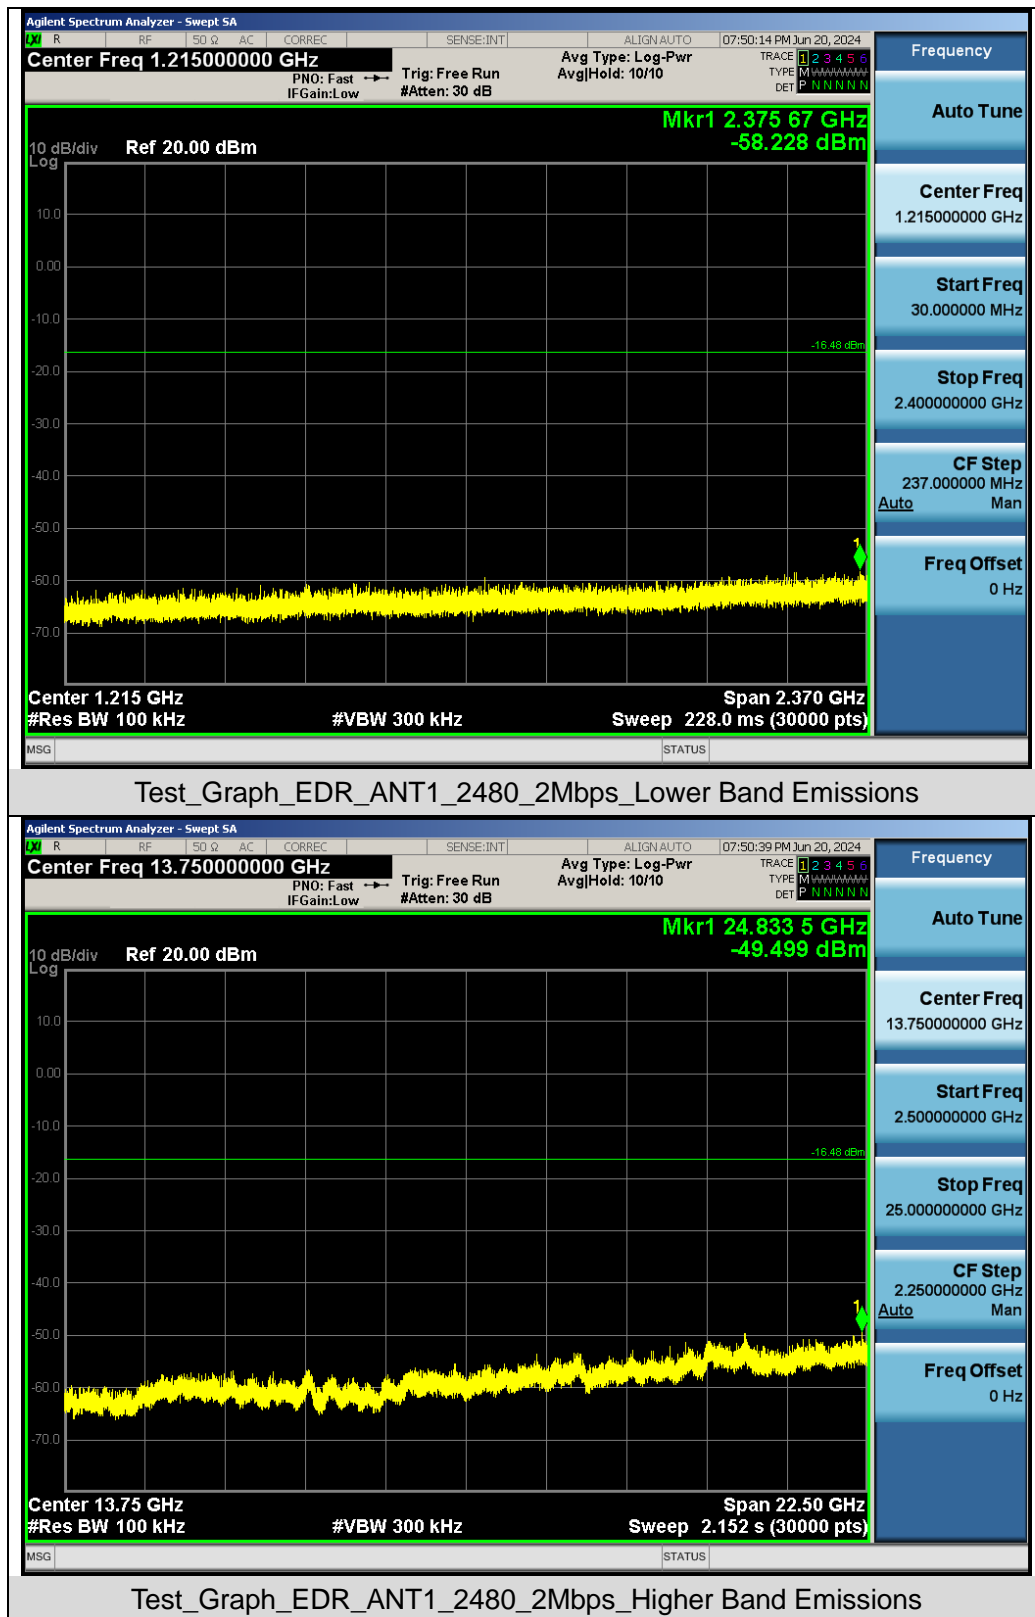 Agilent Spectrum Analyzer - Swept SA
LXI R RF 50 Ω AC CORREC SENSE:INT ALIGN AUTO 07:50:14 PM Jun 20, 2024
Center Freq 1.215000000 GHz
PNO: Fast
IFGain:Low
Trig: Free Run
#Atten: 30 dB
Avg Type: Log-Pwr
Avg|Hold: 10/10
TRACE 1 2 3 4 5 6
TYPE M
DET P N N N N N
Mkr1 2.375 67 GHz
-58.228 dBm
10 dB/div Ref 20.00 dBm
Log
10.0
0.00
-10.0
-16.48 dBm
-20.0
-30.0
-40.0
-50.0
1
-60.0
-70.0
Center 1.215 GHz Span 2.370 GHz
#Res BW 100 kHz #VBW 300 kHz Sweep 228.0 ms (30000 pts)
MSG STATUS
Frequency
Auto Tune
Center Freq
1.215000000 GHz
Start Freq
30.000000 MHz
Stop Freq
2.400000000 GHz
CF Step
237.000000 MHz
Auto Man
Freq Offset
0 Hz
Test_Graph_EDR_ANT1_2480_2Mbps_Lower Band Emissions
Agilent Spectrum Analyzer - Swept SA
LXI R RF 50 Ω AC CORREC SENSE:INT ALIGN AUTO 07:50:39 PM Jun 20, 2024
Center Freq 13.750000000 GHz
PNO: Fast
IFGain:Low
Trig: Free Run
#Atten: 30 dB
Avg Type: Log-Pwr
Avg|Hold: 10/10
TRACE 1 2 3 4 5 6
TYPE M
DET P N N N N N
Mkr1 24.833 5 GHz
-49.499 dBm
10 dB/div Ref 20.00 dBm
Log
10.0
0.00
-10.0
-16.48 dBm
-20.0
-30.0
-40.0
1
-50.0
-60.0
-70.0
Center 13.75 GHz Span 22.50 GHz
#Res BW 100 kHz #VBW 300 kHz Sweep 2.152 s (30000 pts)
MSG STATUS
Frequency
Auto Tune
Center Freq
13.750000000 GHz
Start Freq
2.500000000 GHz
Stop Freq
25.000000000 GHz
CF Step
2.250000000 GHz
Auto Man
Freq Offset
0 Hz
Test_Graph_EDR_ANT1_2480_2Mbps_Higher Band Emissions